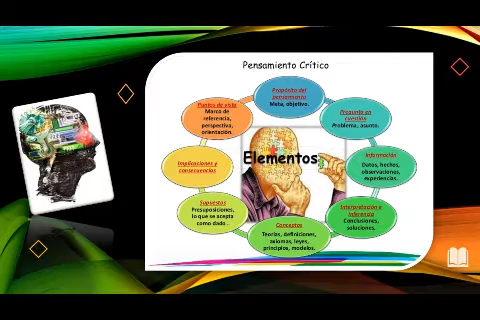 Pensamiento Crítico
Propósito del
pensamiento
Meta, objetivo.
Pregunta en
cuestión
Problema, asunto.
Información
Datos, hechos,
observaciones,
experiencias.
Interpretación e
inferencia
Conclusiones,
soluciones.
Conceptos
Teorías, definiciones,
axiomas, leyes,
principios, modelos.
Supuestos
Presuposiciones,
lo que se acepta
como dado.
Implicaciones y
consecuencias
Puntos de vista
Marco de
referencia,
perspectiva,
orientación.
Elementos